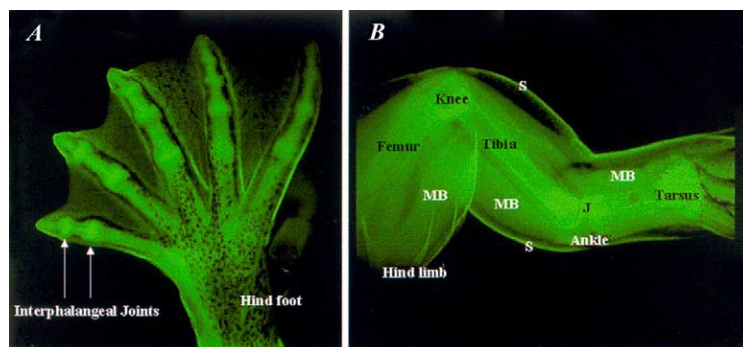 A
Interphalangeal Joints
Hind foot
B
S
Knee
Femur
Tibia
MB
MB
MB
Tarsus
J
S
Ankle
Hind limb